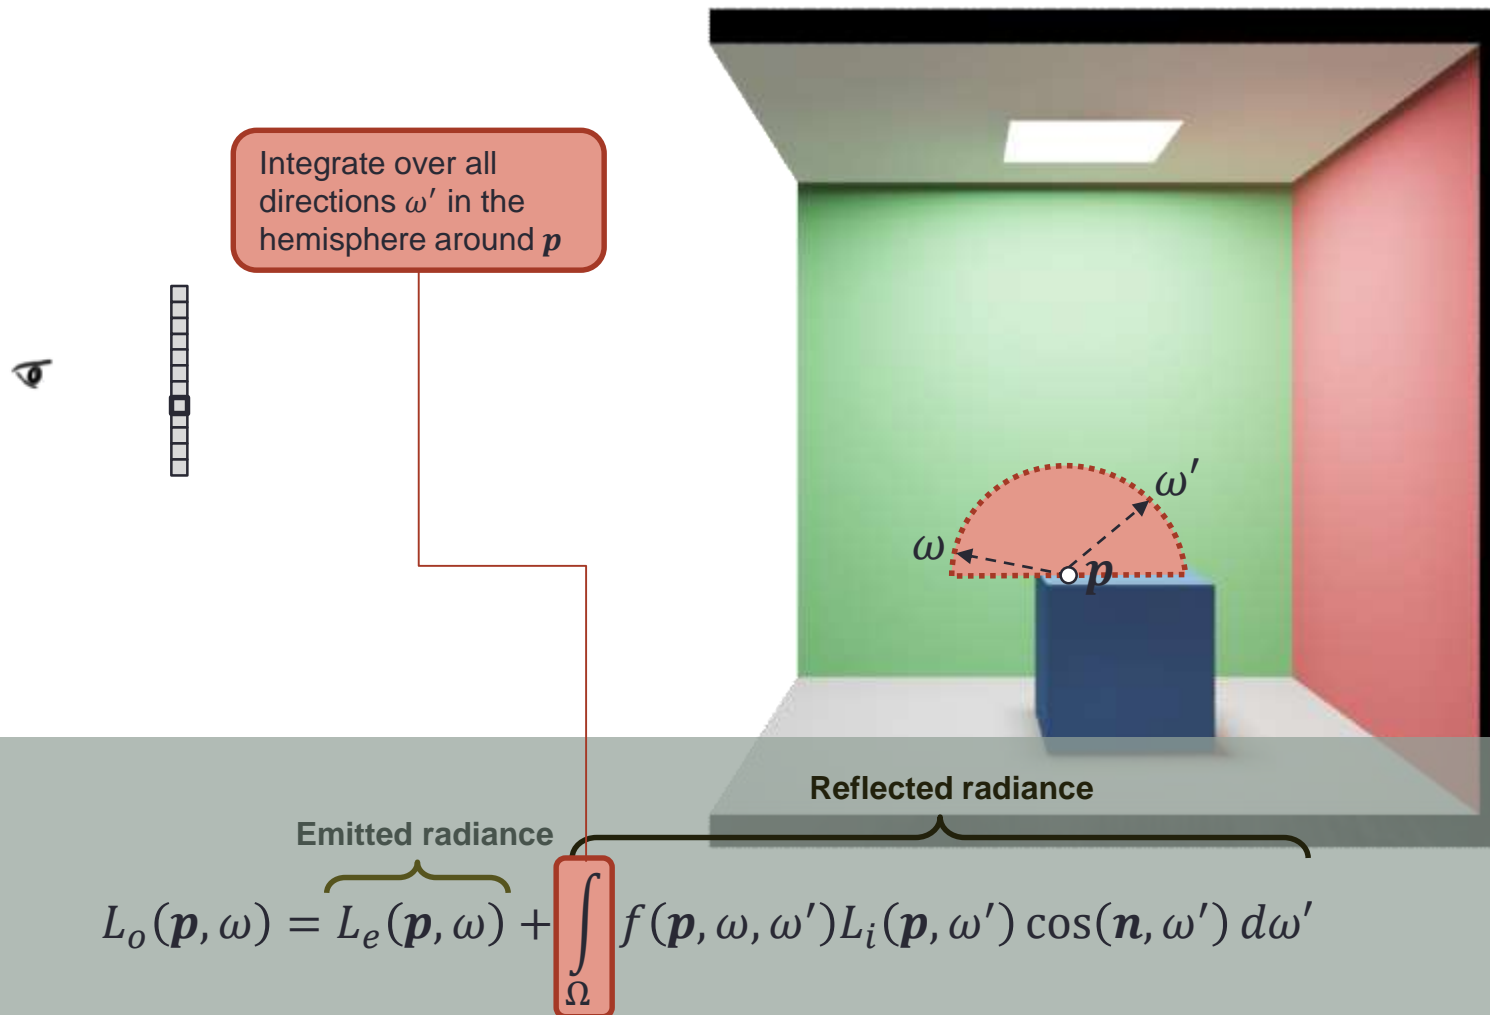 Integrate over all
directions ω′ in the
hemisphere around p
ω′
ω
p
Reflected radiance
Emitted radiance
L_o(p, ω) = L_e(p, ω) + ∫_Ω f(p, ω, ω′)L_i(p, ω′) cos(n, ω′) dω′